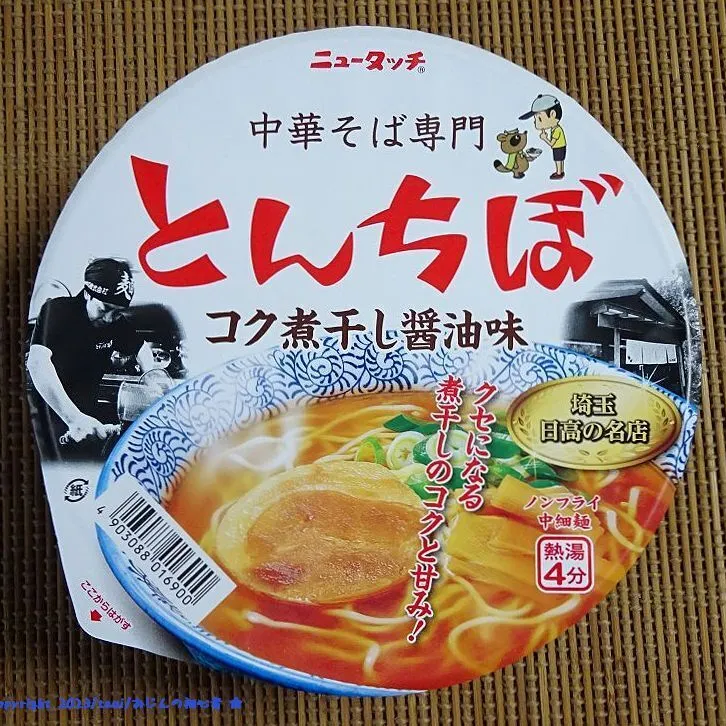 ニュータッチ®
中華そば専門
とんちぼ
コク煮干し醤油味
クセになる
煮干しのコクと甘み!
埼玉
日高の名店
ノンフライ
中細麺
熱湯
4分
紙
4903088016900
ここからはがす